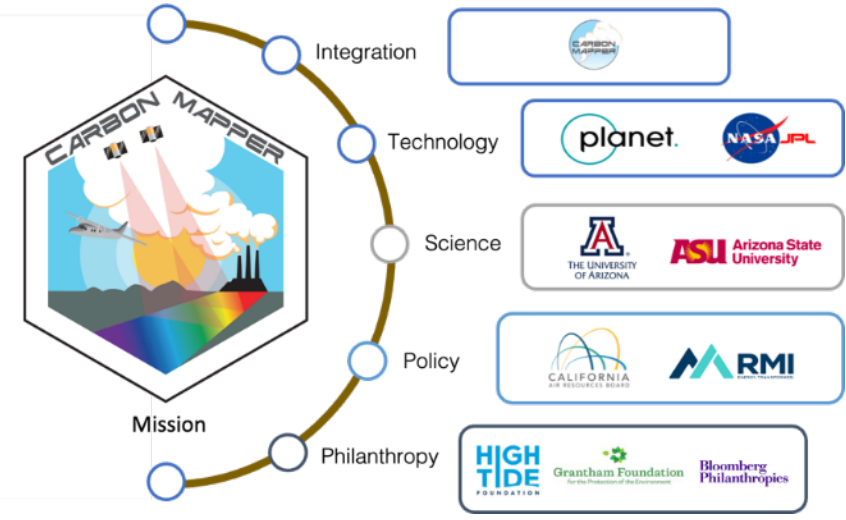 CARBON MAPPER
Mission
Integration
CARBON
MAPPER
Technology
planet.
NASA JPL
Science
A
THE UNIVERSITY
OF ARIZONA
ASU Arizona State
University
Policy
CALIFORNIA
AIR RESOURCES BOARD
RMI
ENERGY. TRANSFORMED.
Philanthropy
HIGH
TIDE
FOUNDATION
Grantham Foundation
for the Protection of the Environment
Bloomberg
Philanthropies